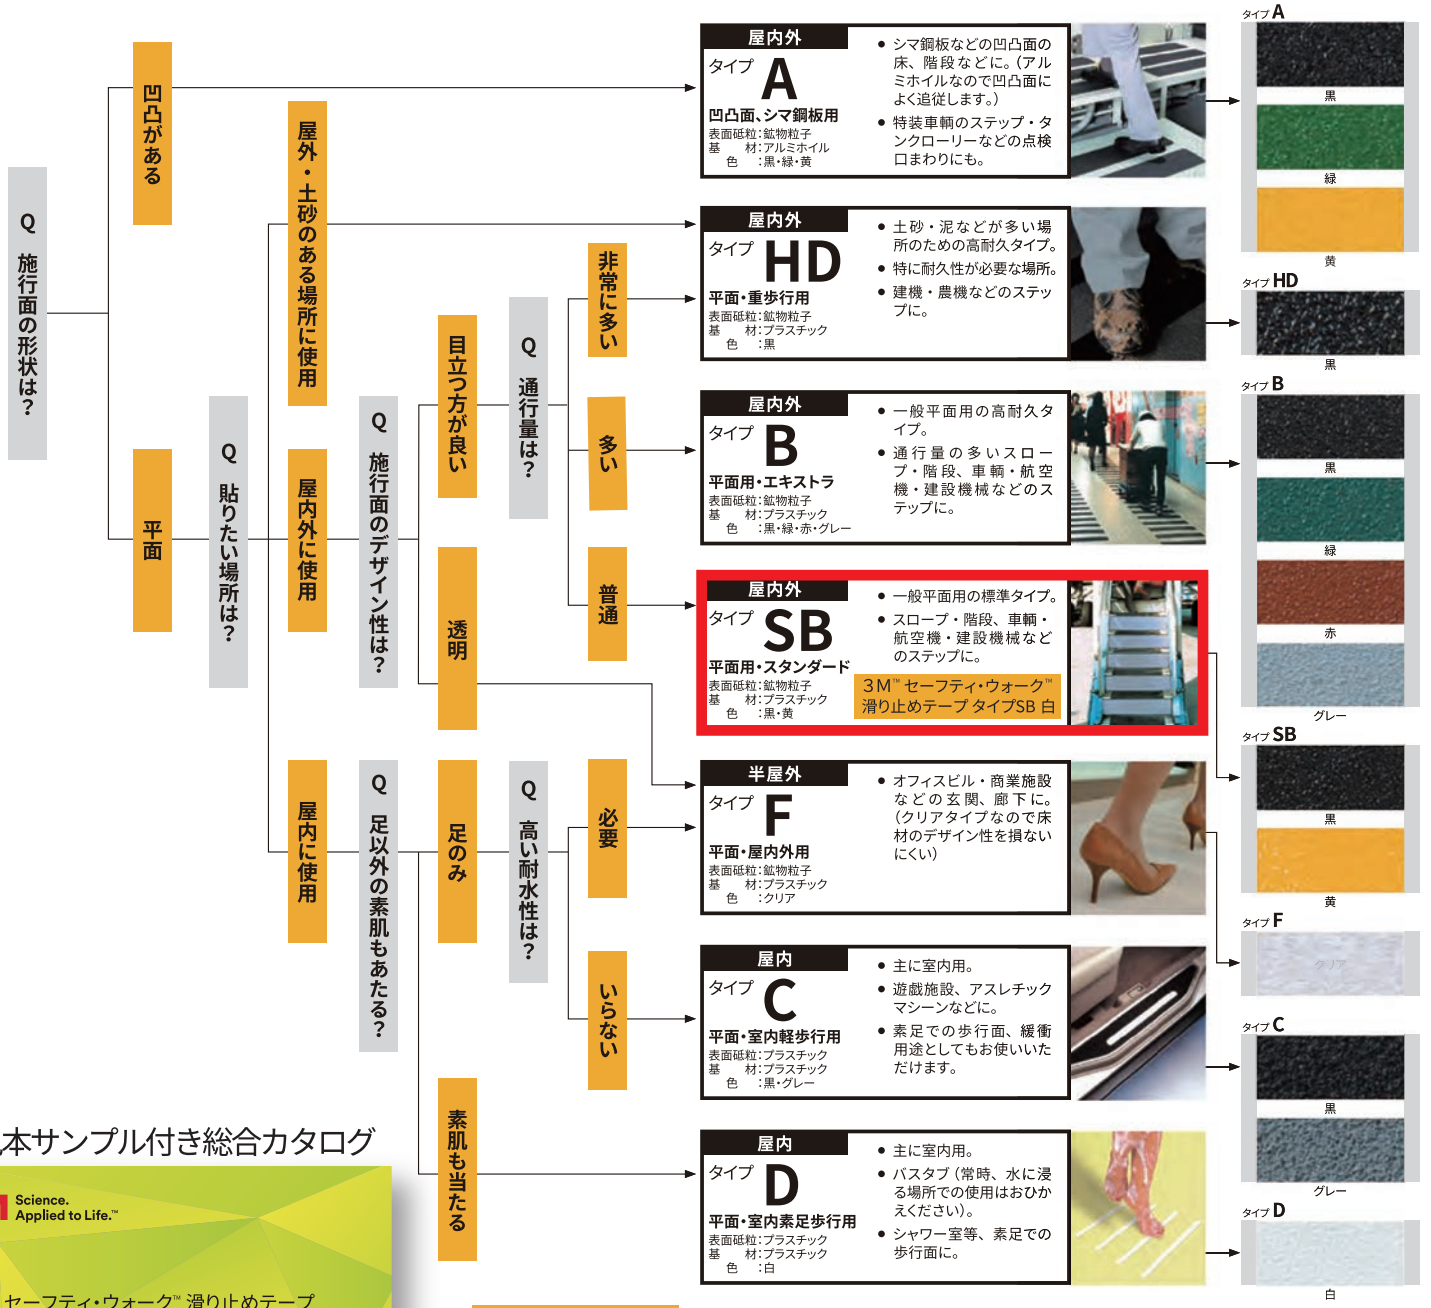 Q 施行面の形状は？
凹凸がある
平面
Q 貼りたい場所は？
屋外・土砂のある場所に使用
屋内外に使用
屋内に使用
Q 施行面のデザイン性は？
Q 足以外の素肌もあたる？
目立つ方が良い
透明
足のみ
素肌も当たる
Q 通行量は？
Q 高い耐水性は？
非常に多い
多い
普通
必要
いらない
屋内外
タイプ A
凹凸面、シマ鋼板用
表面砥粒：鉱物粒子
基 材：アルミホイル
色 ：黒・緑・黄
● シマ鋼板などの凹凸面の
床、階段などに。（アル
ミホイルなので凹凸面に
よく追従します。）
● 特装車輌のステップ・タ
ンクローリーなどの点検
口まわりにも。
屋内外
タイプ HD
平面・重歩行用
表面砥粒：鉱物粒子
基 材：プラスチック
色 ：黒
● 土砂・泥などが多い場
所のための高耐久タイプ。
● 特に耐久性が必要な場所。
● 建機・農機などのステッ
プに。
屋内外
タイプ B
平面用・エキストラ
表面砥粒：鉱物粒子
基 材：プラスチック
色 ：黒・緑・赤・グレー
● 一般平面用の高耐久タ
イプ。
● 通行量の多いスロー
プ・階段、車輌・航空
機・建設機械などのス
テップに。
屋内外
タイプ SB
平面用・スタンダード
表面砥粒：鉱物粒子
基 材：プラスチック
色 ：黒・黄
● 一般平面用の標準タイプ。
● スロープ・階段、車輌・
航空機・建設機械など
のステップに。
3M™ セーフティ・ウォーク™
滑り止めテープ タイプSB 白
半屋外
タイプ F
平面・屋内外用
表面砥粒：鉱物粒子
基 材：プラスチック
色 ：クリア
● オフィスビル・商業施設
などの玄関、廊下に。
（クリアタイプなので床
材のデザイン性を損ない
にくい）
屋内
タイプ C
平面・室内軽歩行用
表面砥粒：プラスチック
基 材：プラスチック
色 ：黒・グレー
● 主に室内用。
● 遊戯施設、アスレチック
マシーンなどに。
● 素足での歩行面、緩衝
用途としてもお使いいた
だけます。
屋内
タイプ D
平面・室内素足歩行用
表面砥粒：プラスチック
基 材：プラスチック
色 ：白
● 主に室内用。
● バスタブ（常時、水に浸
る場所での使用はおひか
えください）。
● シャワー室等、素足での
歩行面に。
タイプ A
黒
緑
黄
タイプ HD
黒
タイプ B
黒
緑
赤
グレー
タイプ SB
黒
黄
タイプ F
クリア
タイプ C
黒
グレー
タイプ D
白
本サンプル付き総合カタログ
Science.
Applied to Life.™
セーフティ・ウォーク™ 滑り止めテープ